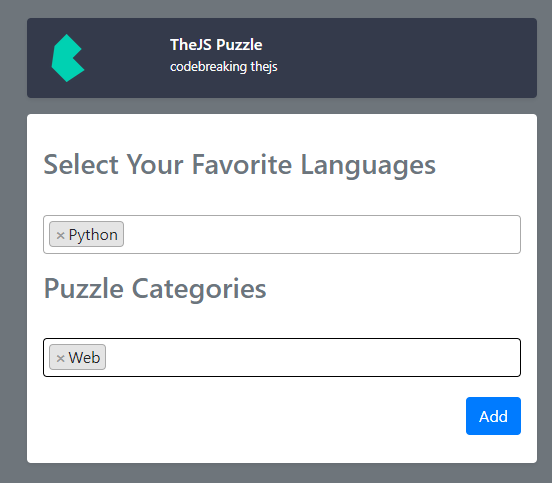 TheJS Puzzle
codebreaking thejs
Select Your Favorite Languages
× Python
Puzzle Categories
× Web
Add